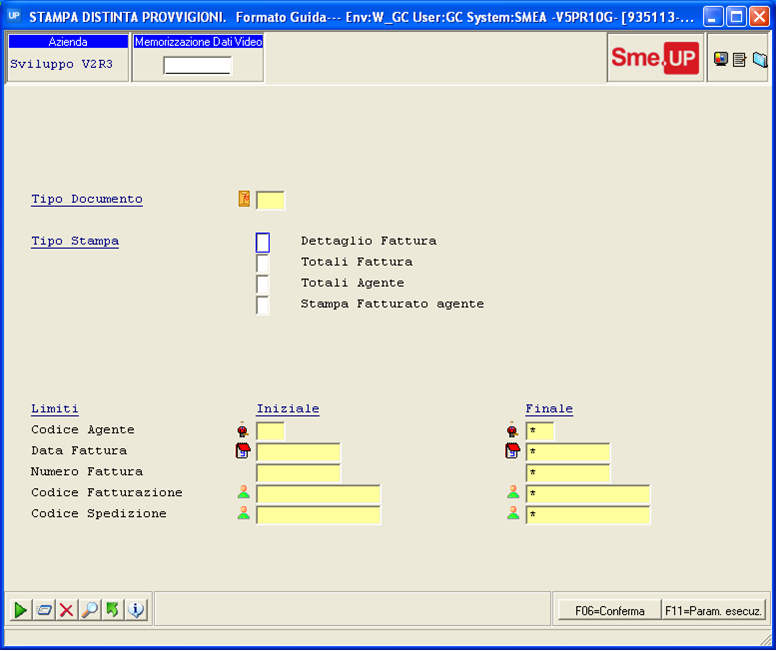 UP STAMPA DISTINTA PROVVIGIONI. Formato Guida--- Env:W_GC User:GC System:SMEA -V5PR10G- [935113-...
Azienda
Memorizzazione Dati Video
Sviluppo V2R3
Sme.UP
Tipo Documento
Tipo Stampa
Dettaglio Fattura
Totali Fattura
Totali Agente
Stampa Fatturato agente
Limiti Iniziale Finale
Codice Agente *
Data Fattura *
Numero Fattura *
Codice Fatturazione *
Codice Spedizione *
F06=Conferma F11=Param. esecuz.